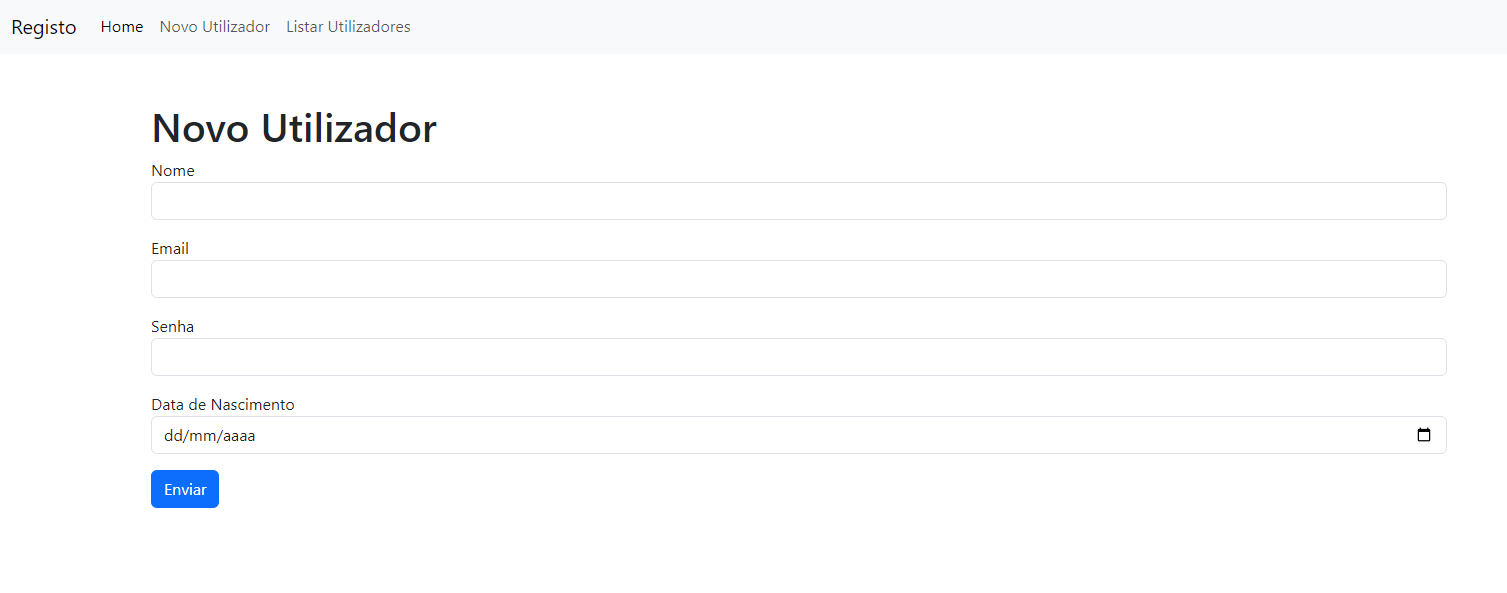 Registo Home Novo Utilizador Listar Utilizadores
Novo Utilizador
Nome
Email
Senha
Data de Nascimento
dd/mm/aaaa
Enviar